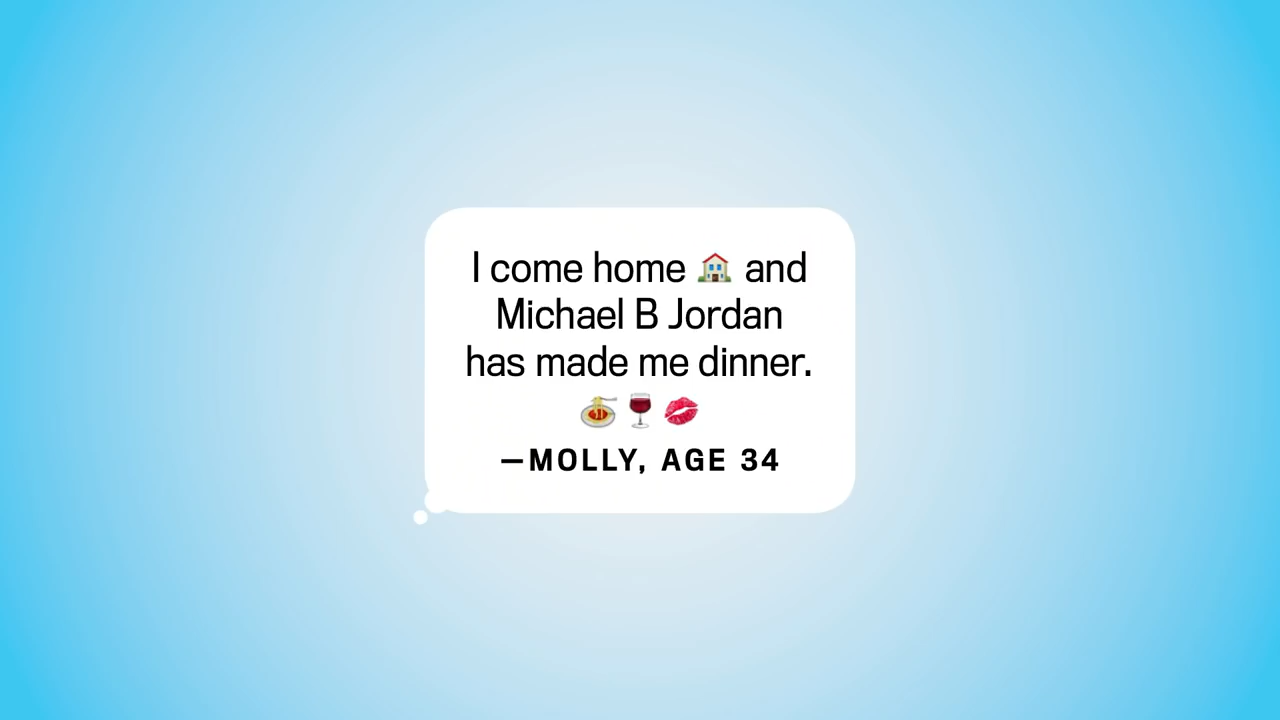 I come home 🏠 and
Michael B Jordan
has made me dinner.
🍝🍷💋
—MOLLY, AGE 34